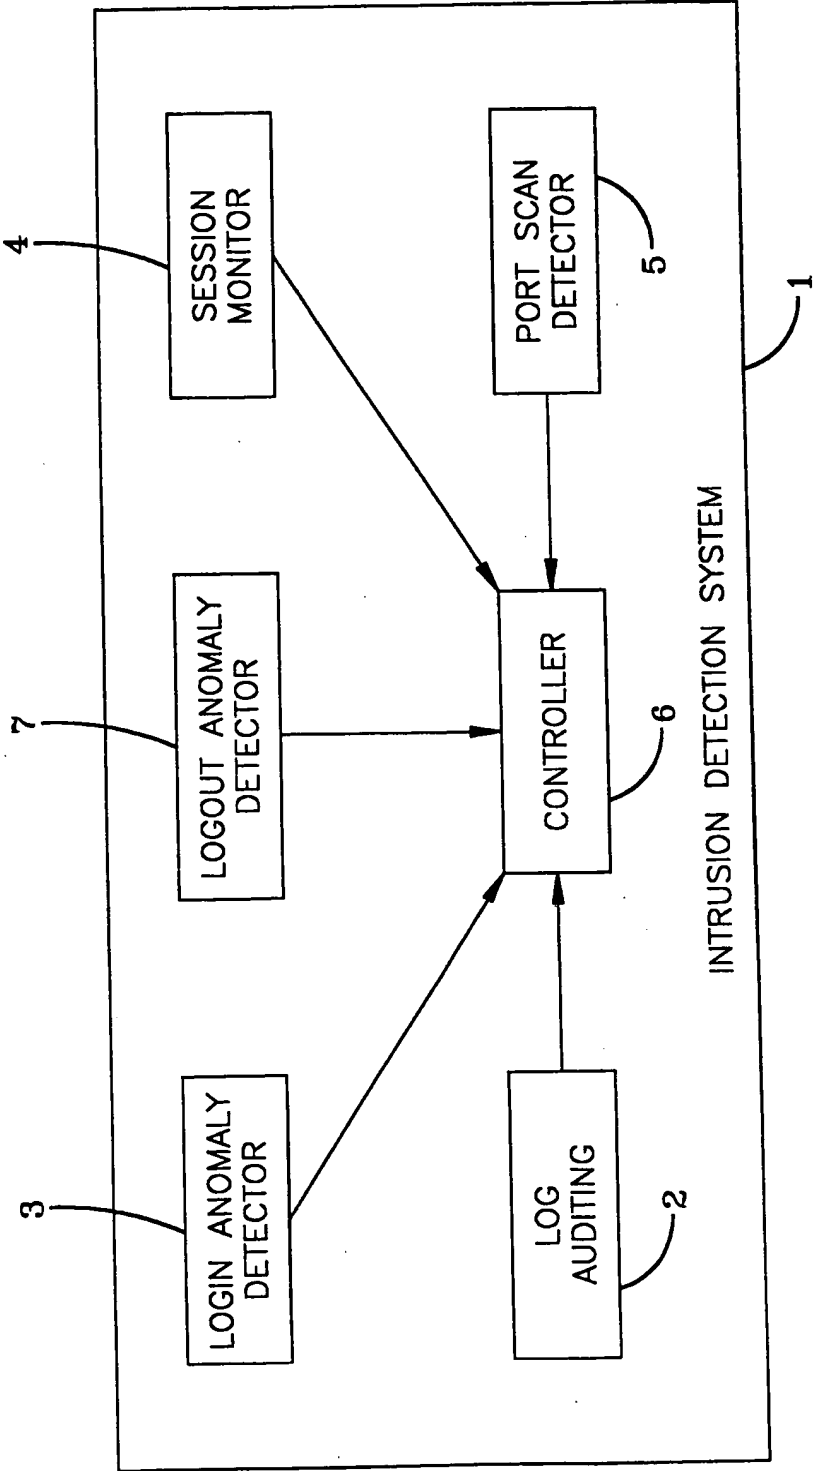 3
7
4
LOGIN ANOMALY
DETECTOR
LOGOUT ANOMALY
DETECTOR
SESSION
MONITOR
LOG
AUDITING
CONTROLLER
PORT SCAN
DETECTOR
2
6
5
INTRUSION DETECTION SYSTEM
1